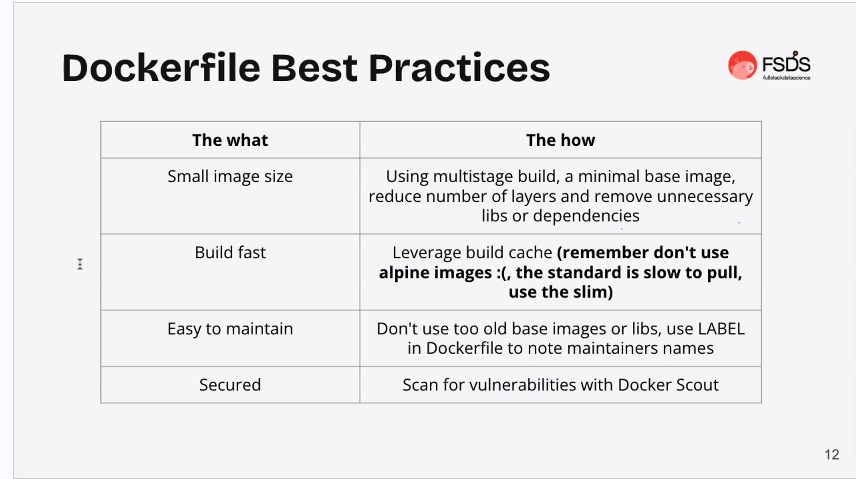 Dockerfile Best Practices
FSDS
fullstackdatascience
The what
The how
Small image size
Using multistage build, a minimal base image,
reduce number of layers and remove unnecessary
libs or dependencies
Build fast
Leverage build cache (remember don't use
alpine images :(, the standard is slow to pull,
use the slim)
Easy to maintain
Don't use too old base images or libs, use LABEL
in Dockerfile to note maintainers names
Secured
Scan for vulnerabilities with Docker Scout
12